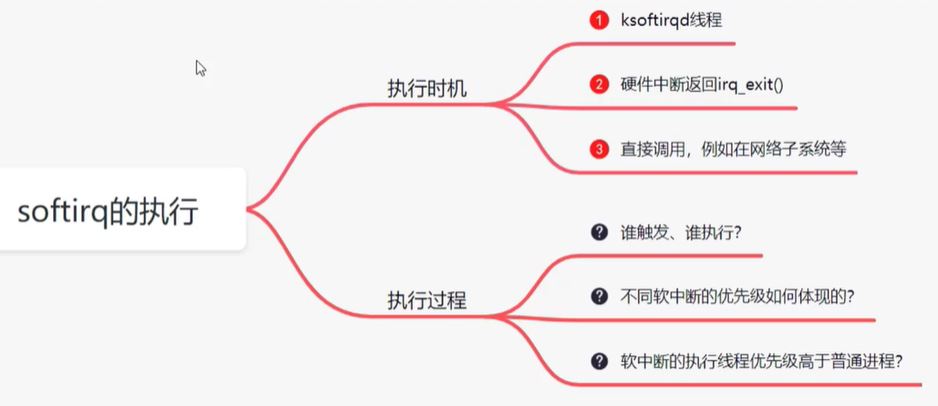 softirq的执行
执行时机
1 ksoftirqd线程
2 硬件中断返回irq_exit()
3 直接调用，例如在网络子系统等
执行过程
? 谁触发、谁执行?
? 不同软中断的优先级如何体现的?
? 软中断的执行线程优先级高于普通进程?